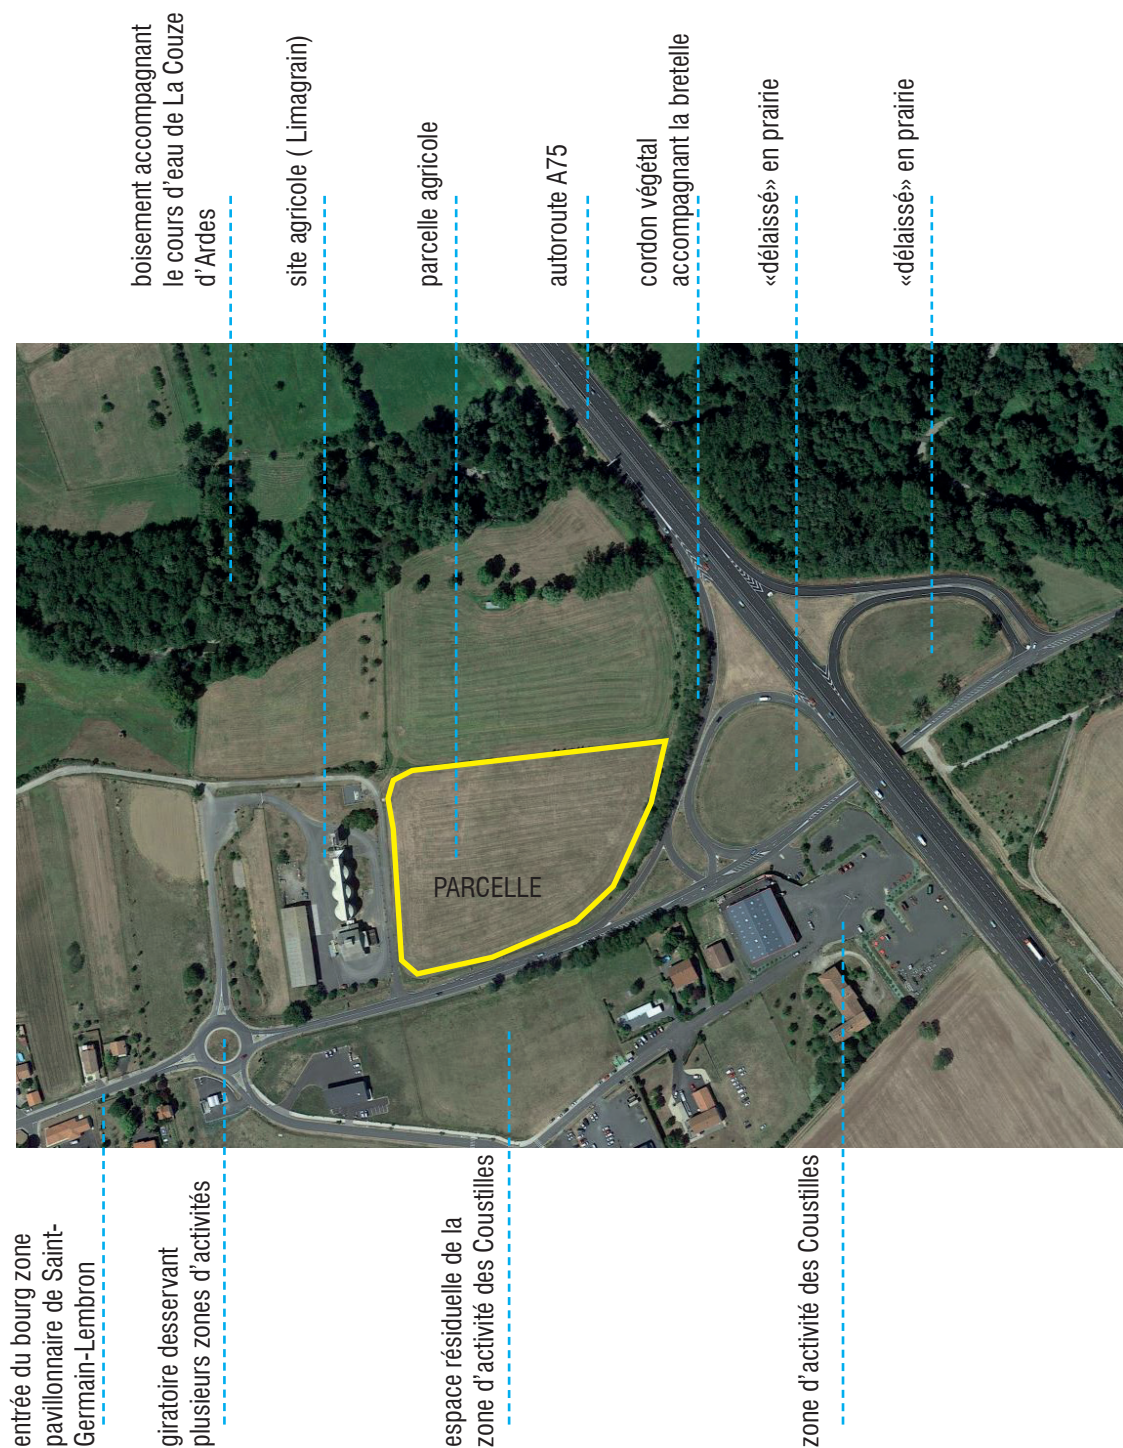 boisement accompagnant
le cours d'eau de La Couze
d'Ardes
site agricole ( Limagrain)
parcelle agricole
autoroute A75
cordon végétal
accompagnant la bretelle
«délaissé» en prairie
«délaissé» en prairie
PARCELLE
entrée du bourg zone
pavillonnaire de Saint-
Germain-Lembron
giratoire desservant
plusieurs zones d'activités
espace résiduelle de la
zone d'activité des Coustilles
zone d'activité des Coustilles